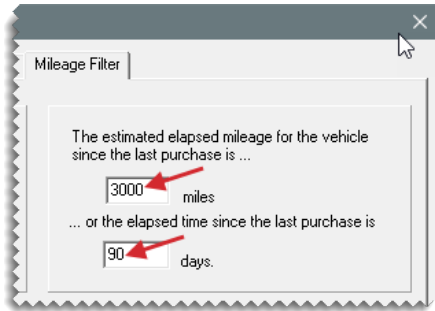 Mileage Filter
The estimated elapsed mileage for the vehicle
since the last purchase is ...
3000 miles
... or the elapsed time since the last purchase is
90 days.